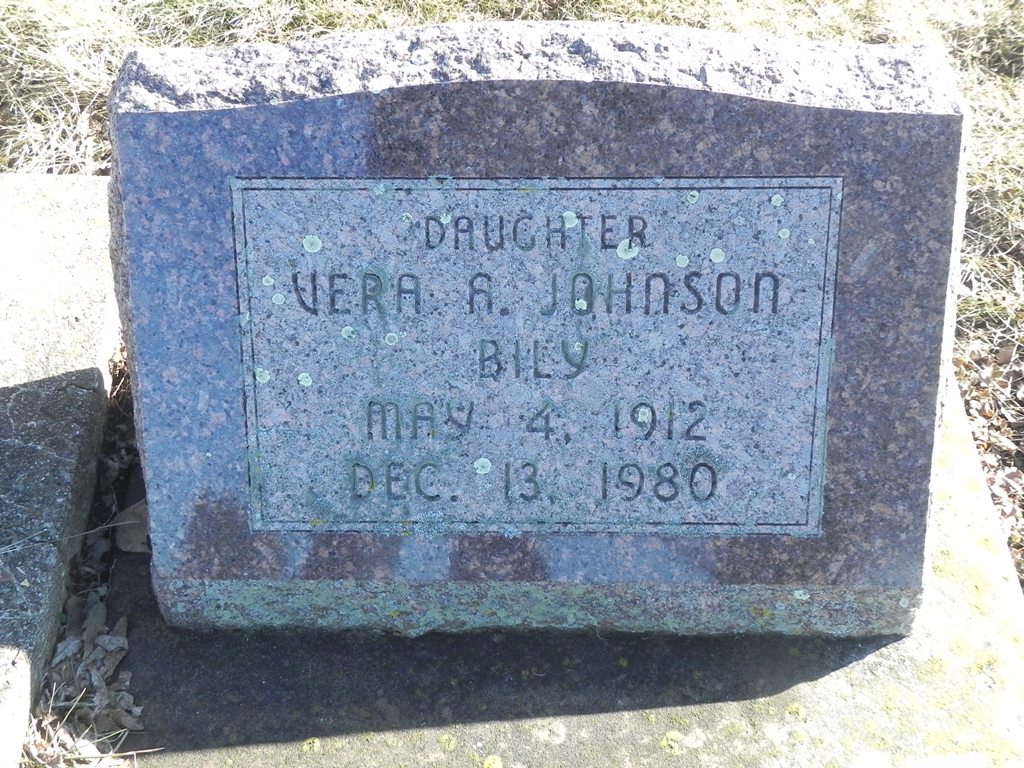 DAUGHTER
VERA A. JOHNSON
BILY
MAY 4, 1912
DEC. 13, 1980